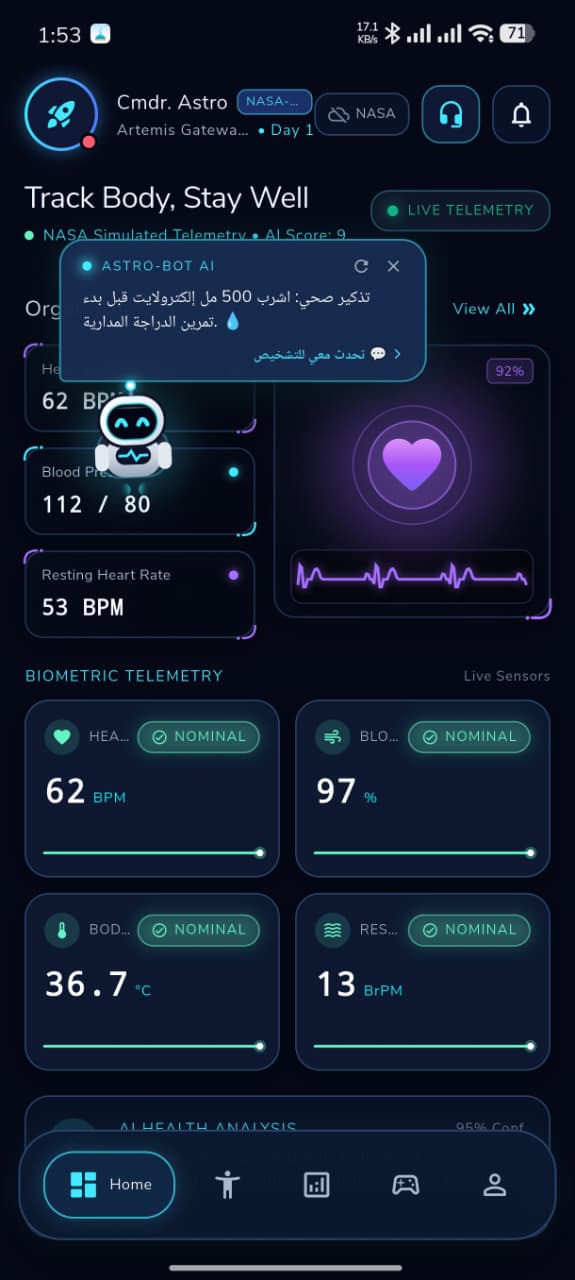 1:53
17.1
KB/s
71
Cmdr. Astro
NASA-...
NASA
Artemis Gatewa... • Day 1
Track Body, Stay Well
LIVE TELEMETRY
NASA Simulated Telemetry • AI Score: 9
ASTRO-BOT AI
تذكير صحي: اشرب 500 مل إلكترولايت قبل بدء
تمرين الدراجة المدارية. 💧
تحدث معي للتشخيص 💬
Org
View All
He
62 BPM
92%
Blood Pre
112 / 80
Resting Heart Rate
53 BPM
BIOMETRIC TELEMETRY
Live Sensors
HEA... NOMINAL
62 BPM
BLO... NOMINAL
97 %
BOD... NOMINAL
36.7 °C
RES... NOMINAL
13 BrPM
AI HEALTH ANALYSIS
95% Conf
Home